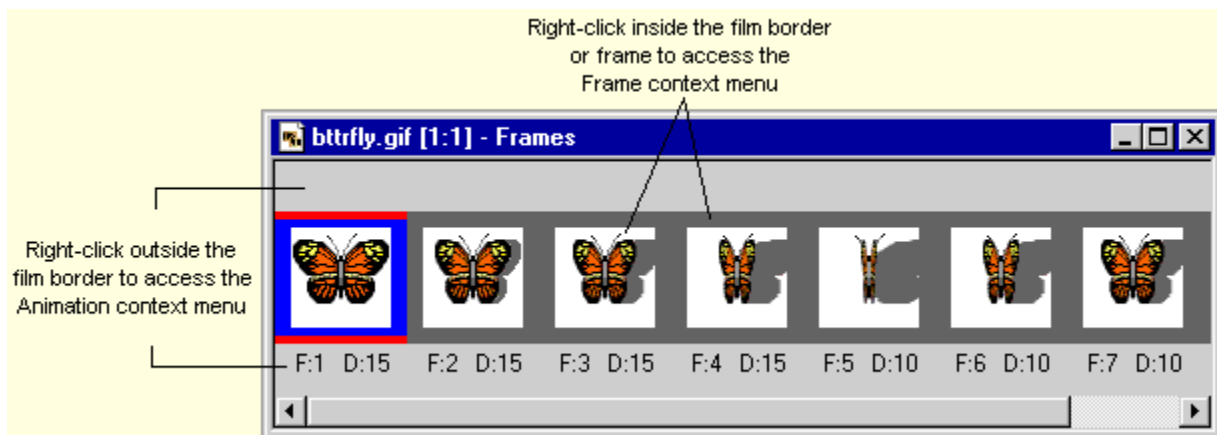 Right-click inside the film border
or frame to access the
Frame context menu
bttrfly.gif [1:1] - Frames
Right-click outside the
film border to access the
Animation context menu
F:1 D:15 F:2 D:15 F:3 D:15 F:4 D:15 F:5 D:10 F:6 D:10 F:7 D:10